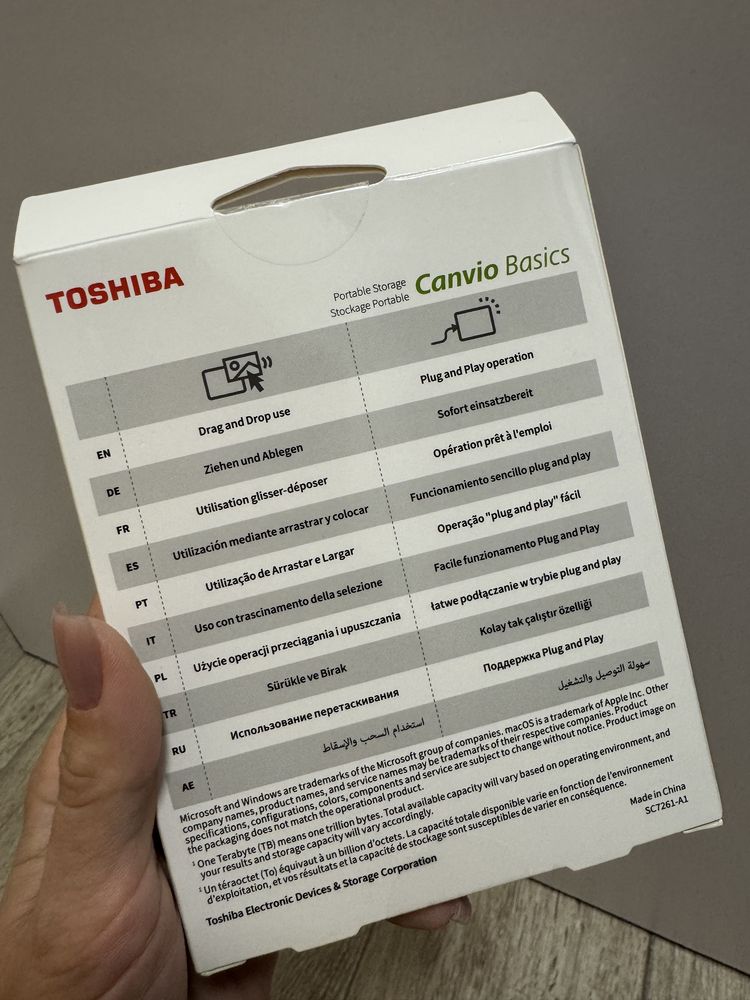 TOSHIBA
Portable Storage
Stockage Portable
Canvio Basics
EN Drag and Drop use Plug and Play operation
DE Ziehen und Ablegen Sofort einsatzbereit
FR Utilisation glisser-déposer Opération prêt à l'emploi
ES Utilización mediante arrastrar y colocar Funcionamiento sencillo plug and play
PT Utilização de Arrastar e Largar Operação "plug and play" fácil
IT Uso con trascinamento della selezione Facile funzionamento Plug and Play
PL Użycie operacji przeciągania i upuszczania łatwe podłączanie w trybie plug and play
TR Sürükle ve Bırak Kolay tak çalıştır özelliği
RU Использование перетаскивания Поддержка Plug and Play
AE استخدام السحب والإسقاط سهولة التوصيل والتشغيل
Microsoft and Windows are trademarks of the Microsoft group of companies. macOS is a trademark of Apple Inc. Other
company names, product names, and service names may be trademarks of their respective companies. Product
specifications, configurations, colors, components and service are subject to change without notice. Product image on
the packaging does not match the operational product.
¹ One Terabyte (TB) means one trillion bytes. Total available capacity will vary based on operating environment, and
your results and storage capacity will vary accordingly.
¹ Un téraoctet (To) équivaut à un billion d'octets. La capacité totale disponible varie en fonction de l'environnement
d'exploitation, et vos résultats et la capacité de stockage sont susceptibles de varier en conséquence.
Toshiba Electronic Devices & Storage Corporation
Made in China
SC7261-A1